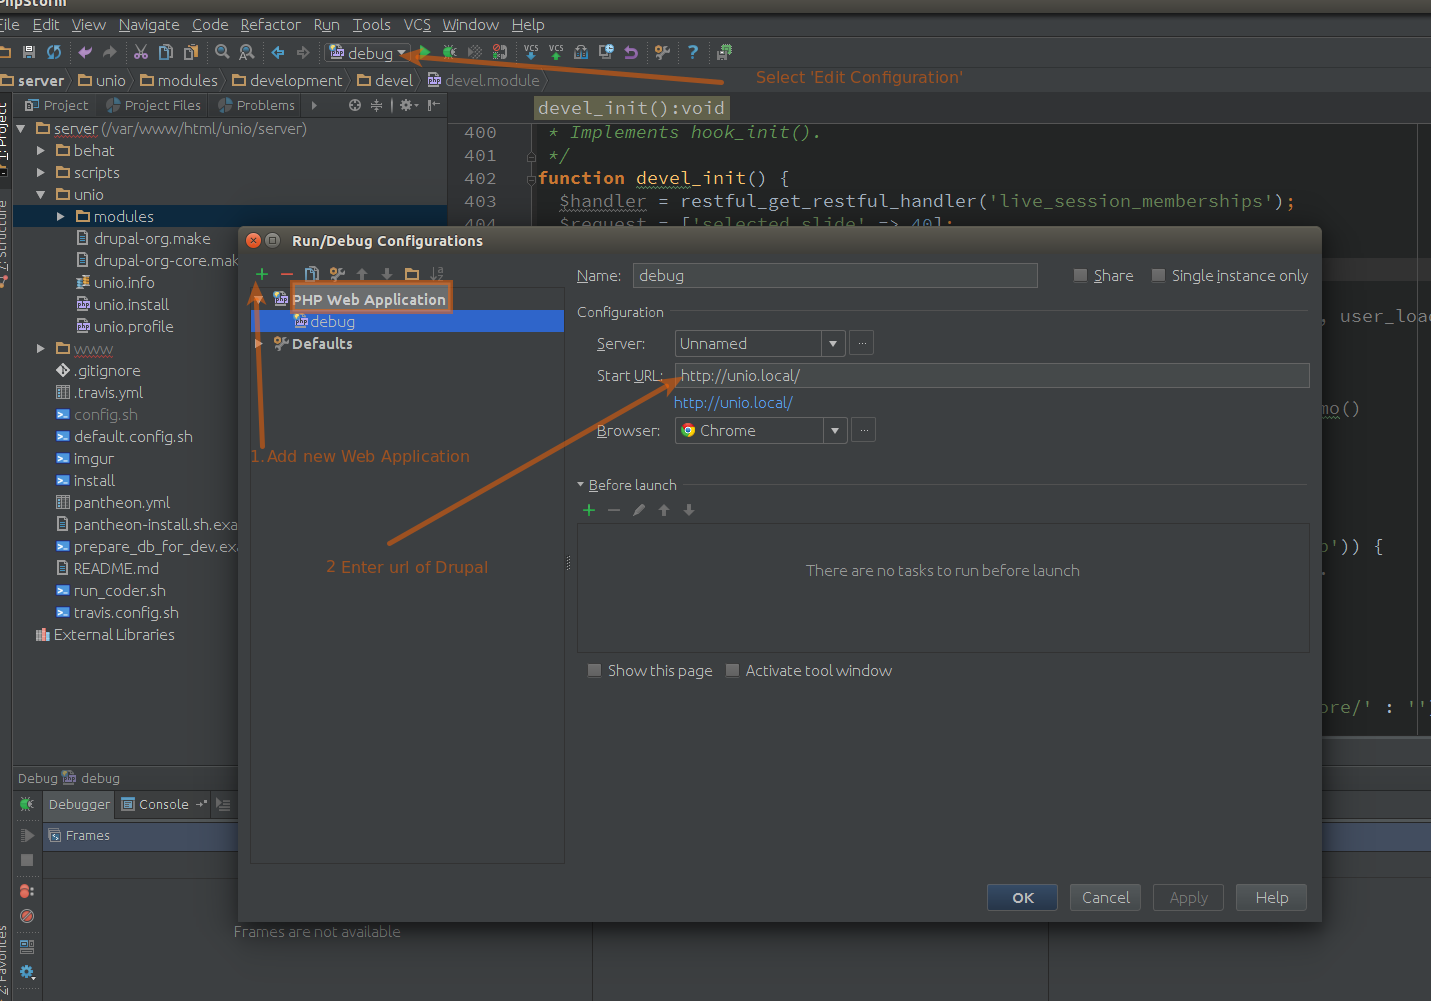 PhpStorm
File Edit View Navigate Code Refactor Run Tools VCS Window Help
debug
VCS VCS
Select 'Edit Configuration'
server unio modules development devel devel.module
1: Project
Project Project Files Problems
devel_init():void
server (/var/www/html/unio/server)
behat
scripts
unio
modules
drupal-org.make
drupal-org-core.mak
unio.info
unio.install
unio.profile
www
.gitignore
.travis.yml
config.sh
default.config.sh
imgur
install
pantheon.yml
pantheon-install.sh.exa
prepare_db_for_dev.exa
README.md
run_coder.sh
travis.config.sh
External Libraries
7: Structure
400 * Implements hook_init().
401 */
402 function devel_init() {
403 $handler = restful_get_restful_handler('live_session_memberships');
404 $request = ['selected_slide' => 40];
, user_load
mo()
')) {
ore/' : '')
Run/Debug Configurations
PHP Web Application
debug
Defaults
1. Add new Web Application
2 Enter url of Drupal
Name: debug
Share Single instance only
Configuration
Server: Unnamed
Start URL: http://unio.local/
http://unio.local/
Browser: Chrome
Before launch
There are no tasks to run before launch
Show this page Activate tool window
OK Cancel Apply Help
Debug debug
Debugger Console
Frames
Frames are not available
2: Favorites